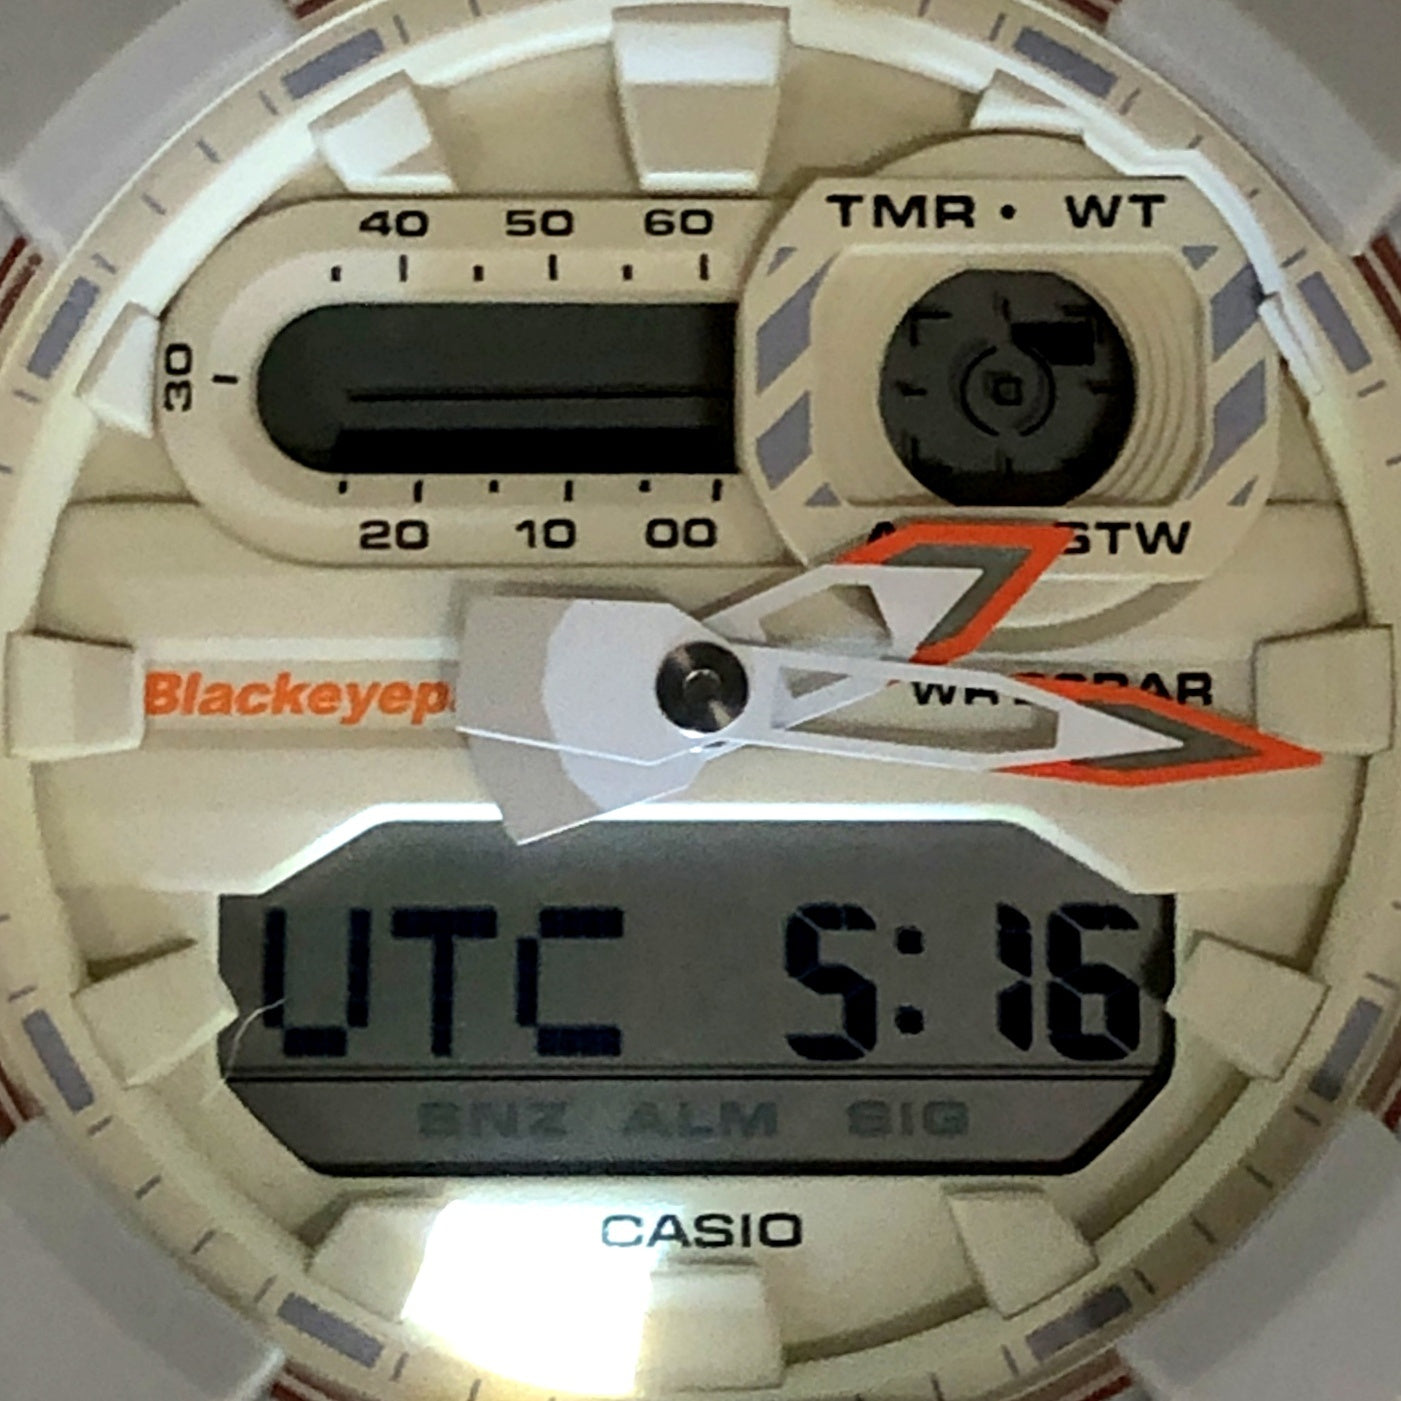 TMR • WT
40 50 60
30
20 10 00
STW
Blackeyep
UTC 5:16
SNZ ALM SIG
CASIO